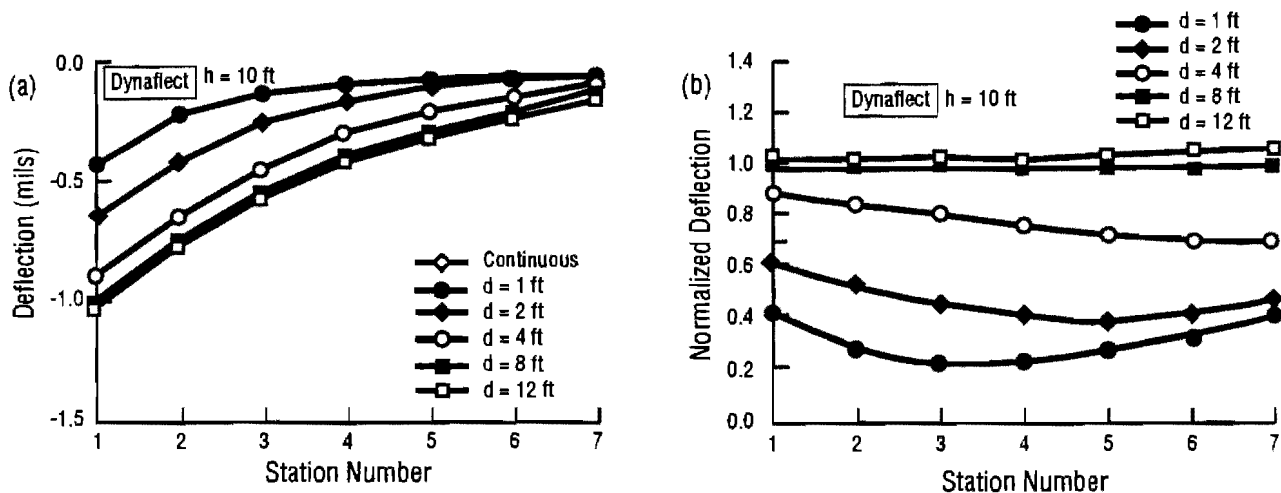 (a)
Dynaflect h = 10 ft
0.0
-0.5
-1.0
-1.5
Deflection (mils)
Continuous
d = 1 ft
d = 2 ft
d = 4 ft
d = 8 ft
d = 12 ft
1 2 3 4 5 6 7
Station Number
(b)
d = 1 ft
d = 2 ft
d = 4 ft
d = 8 ft
d = 12 ft
Dynaflect h = 10 ft
1.4
1.2
1.0
0.8
0.6
0.4
0.2
0.0
Normalized Deflection
1 2 3 4 5 6 7
Station Number